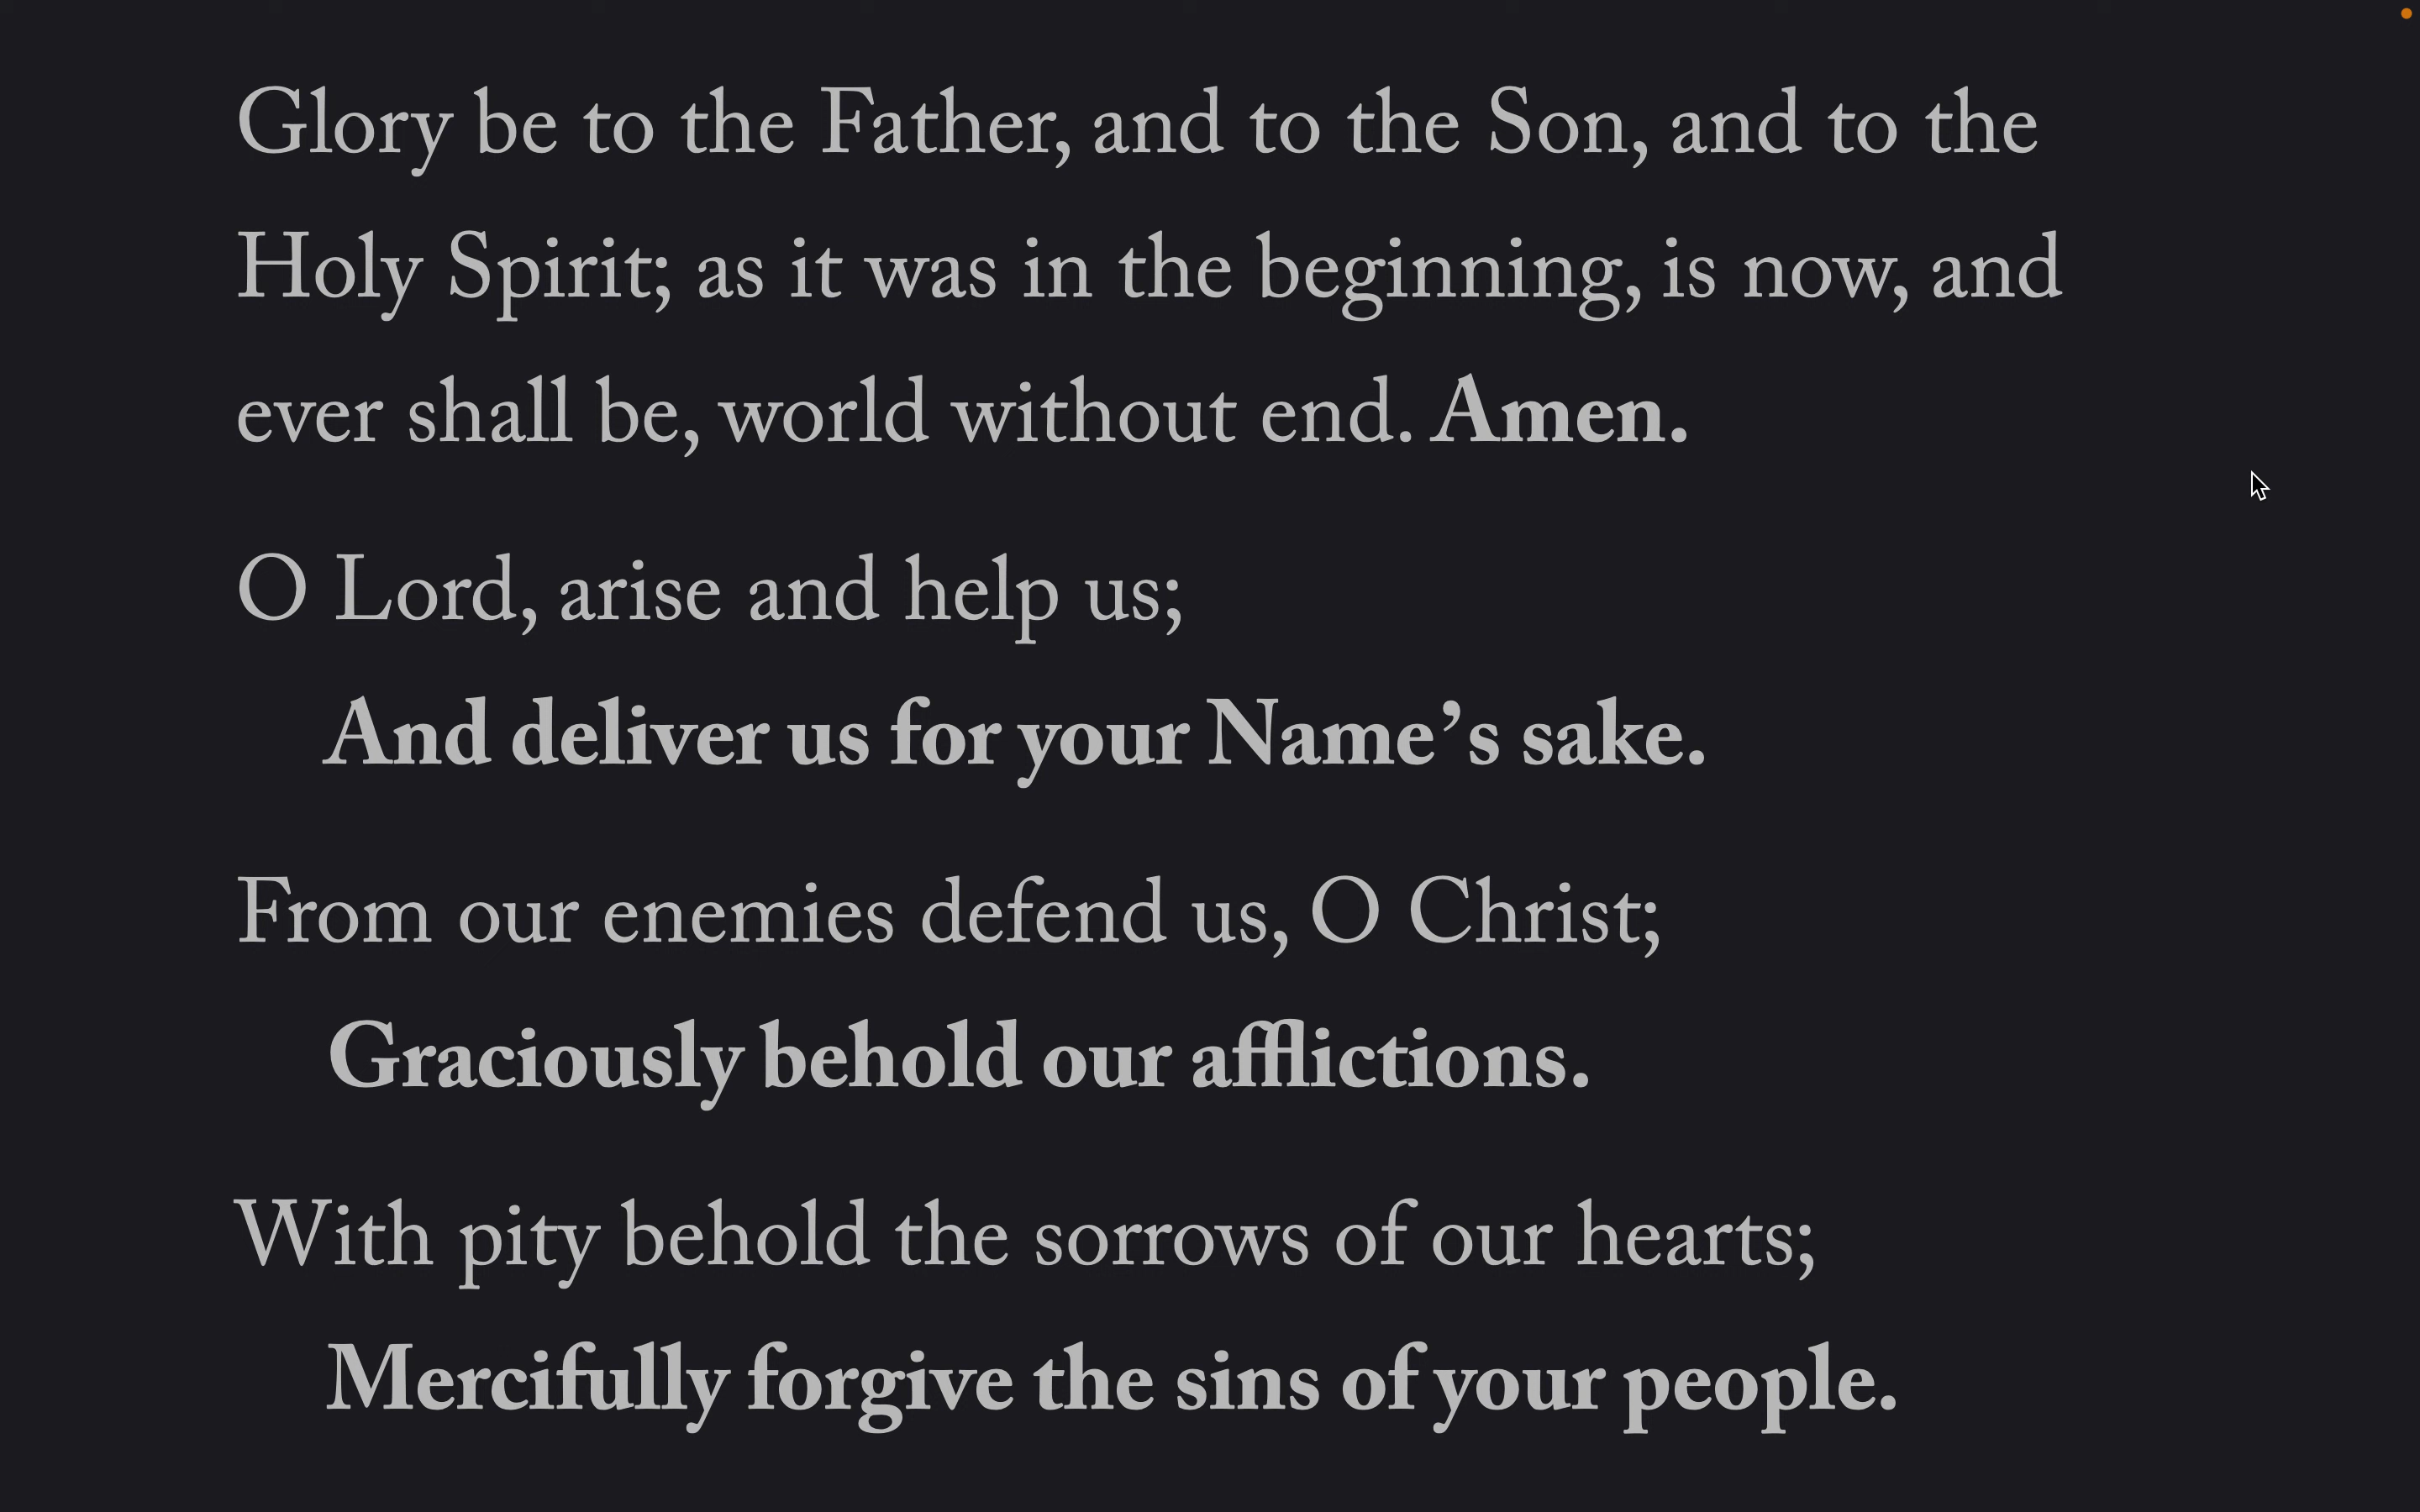 Glory be to the Father, and to the Son, and to the
Holy Spirit; as it was in the beginning, is now, and
ever shall be, world without end. Amen.
O Lord, arise and help us;
And deliver us for your Name’s sake.
From our enemies defend us, O Christ;
Graciously behold our afflictions.
With pity behold the sorrows of our hearts;
Mercifully forgive the sins of your people.